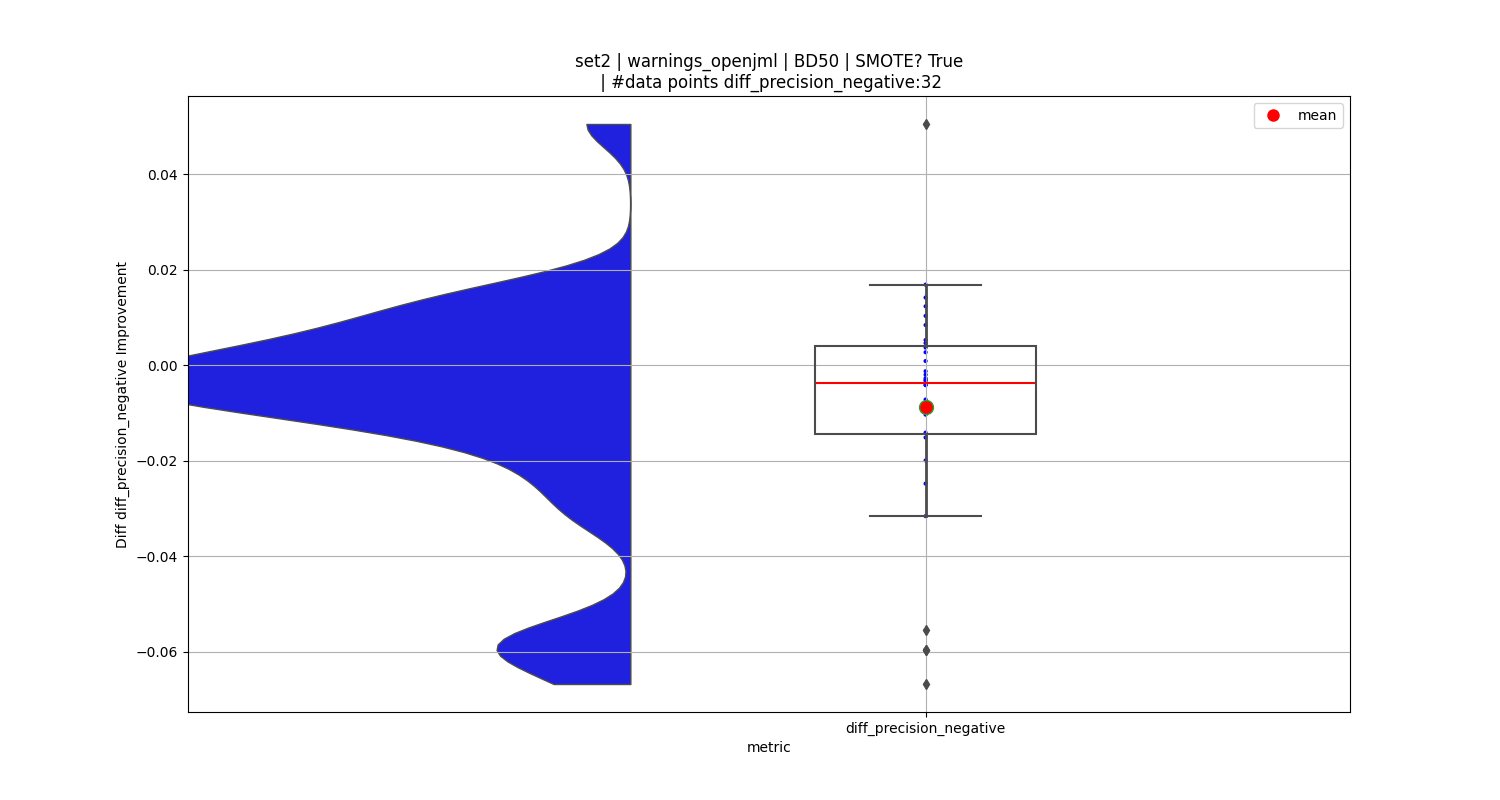 set2 | warnings_openjml | BD50 | SMOTE? True
| #data points diff_precision_negative:32
mean
0.04
0.02
0.00
−0.02
−0.04
−0.06
Diff diff_precision_negative Improvement
diff_precision_negative
metric